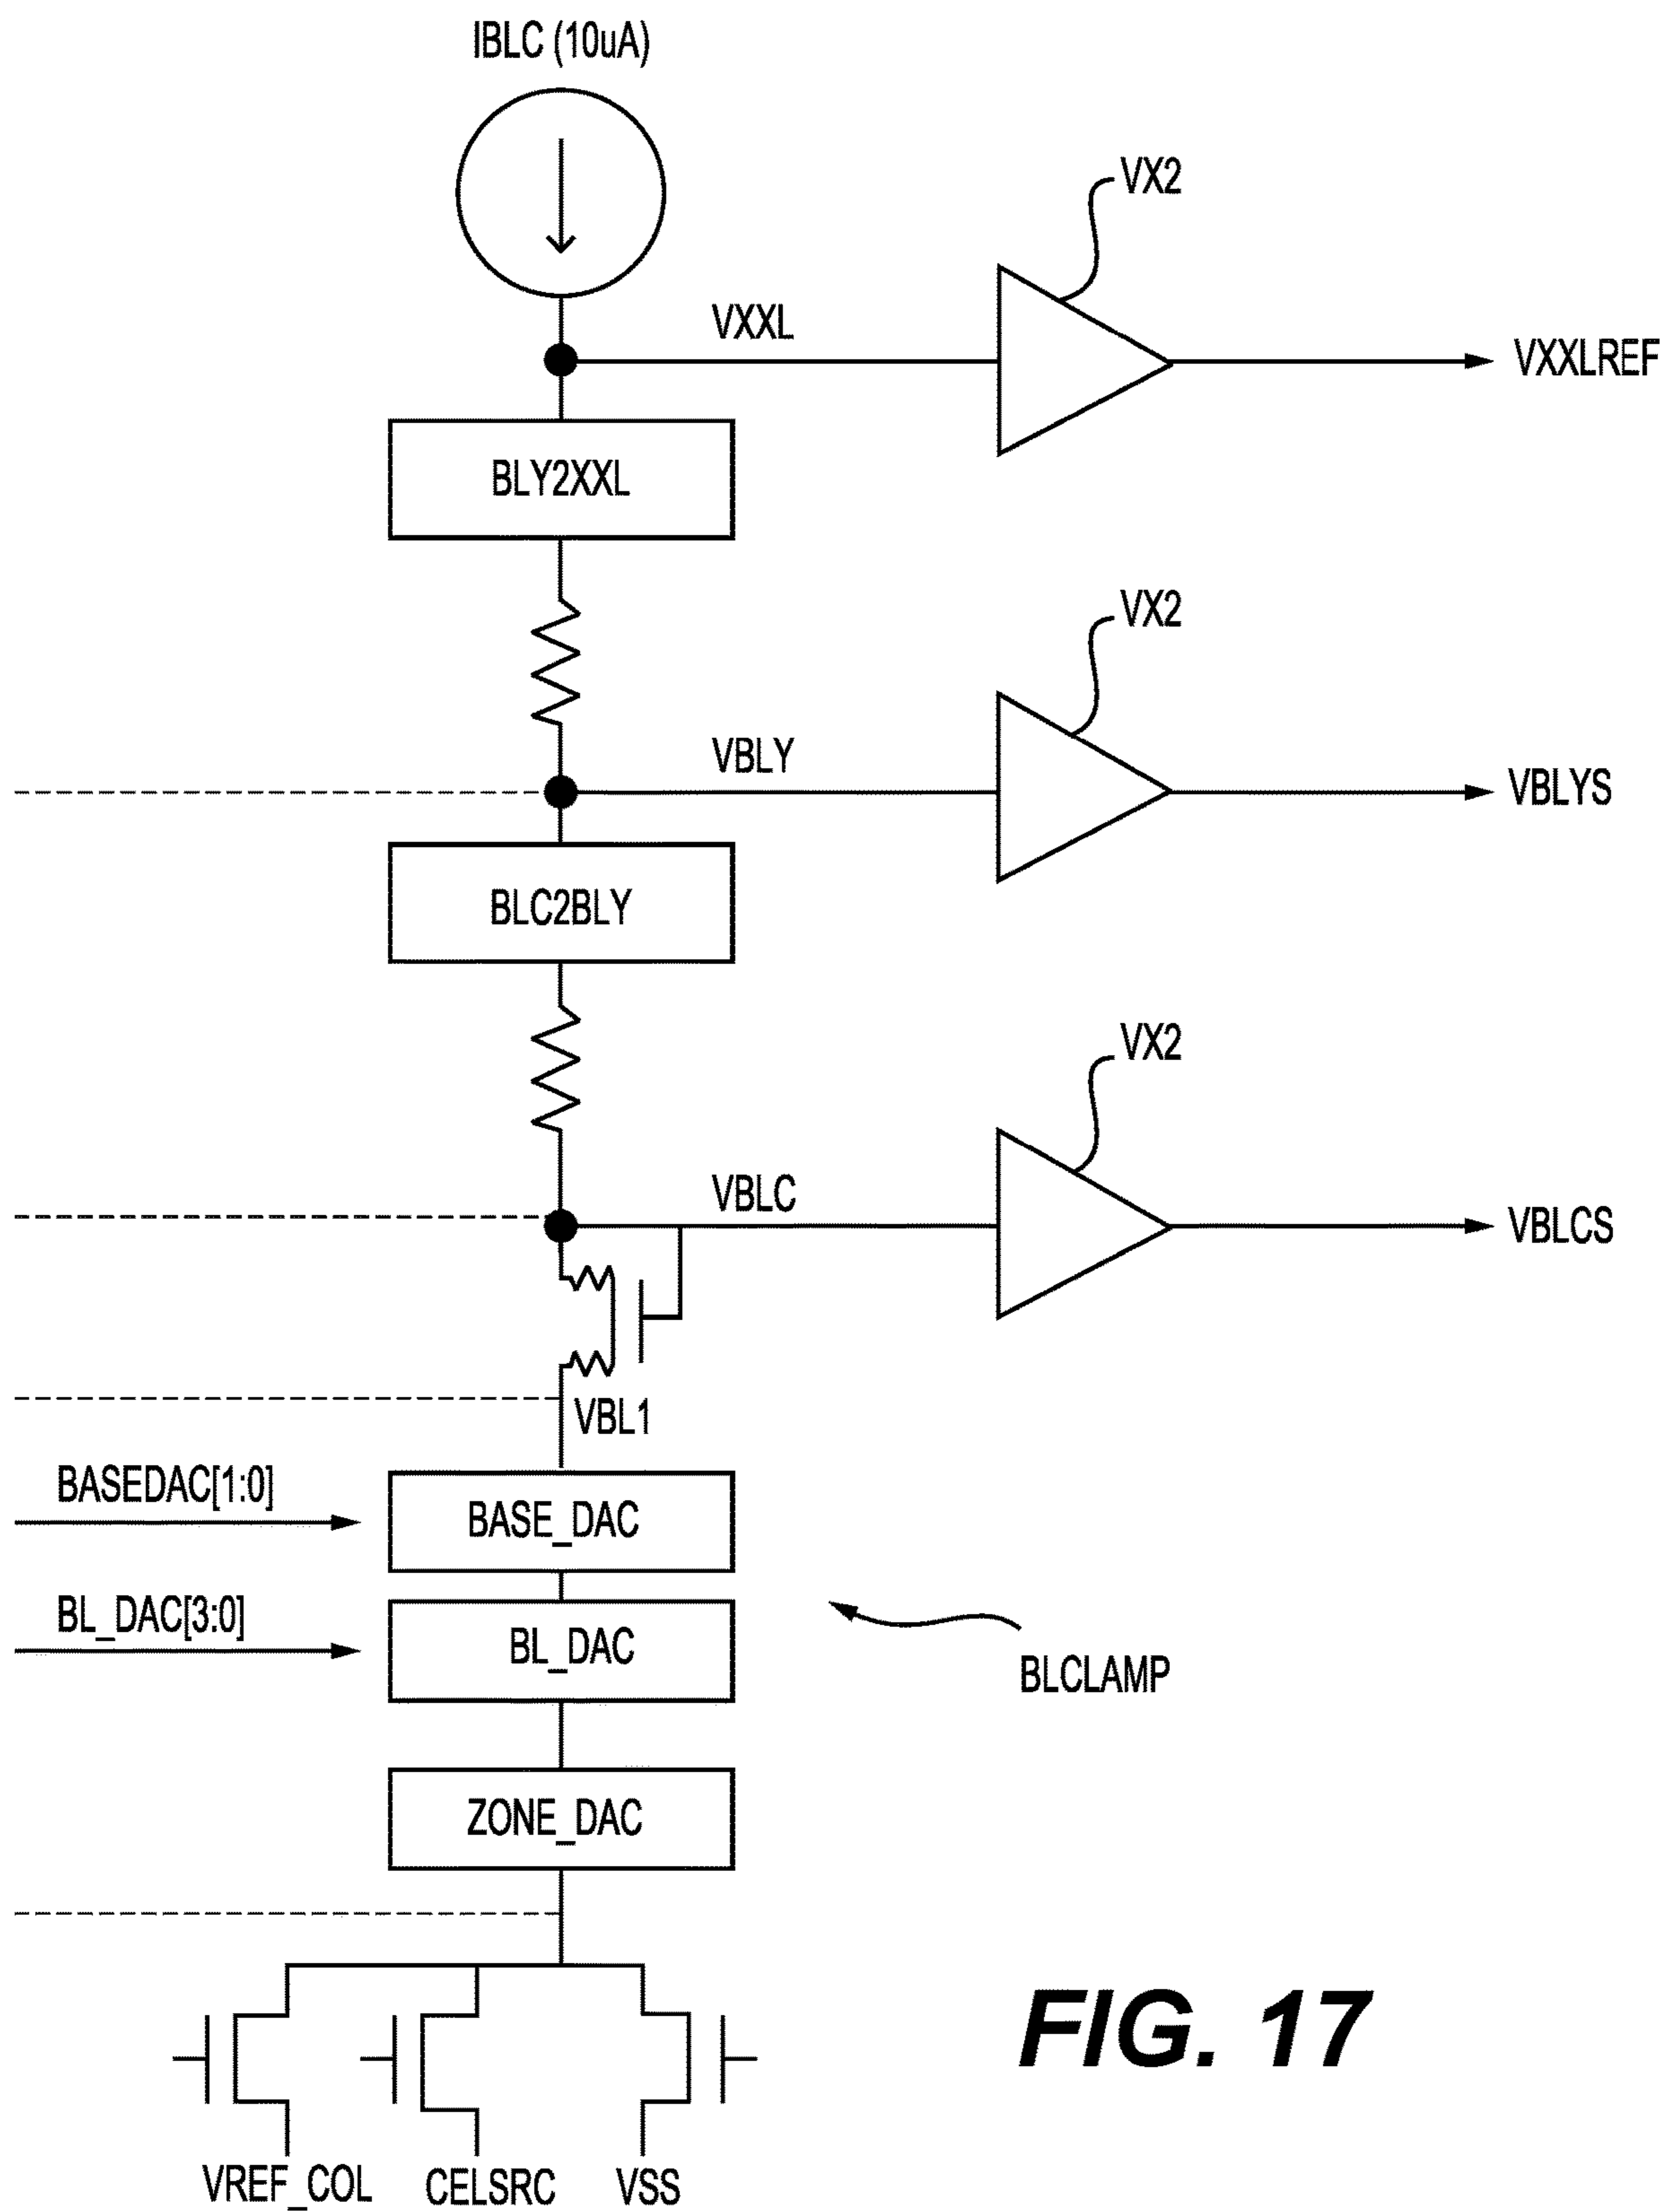 IBLC (10uA)
VX2
VXXL
VXXLREF
BLY2XXL
VX2
VBLY
VBLYS
BLC2BLY
VX2
VBLC
VBLCS
VBL1
BASEDAC[1:0]
BASE_DAC
BL_DAC[3:0]
BL_DAC
BLCLAMP
ZONE_DAC
FIG. 17
VREF_COL
CELSRC
VSS